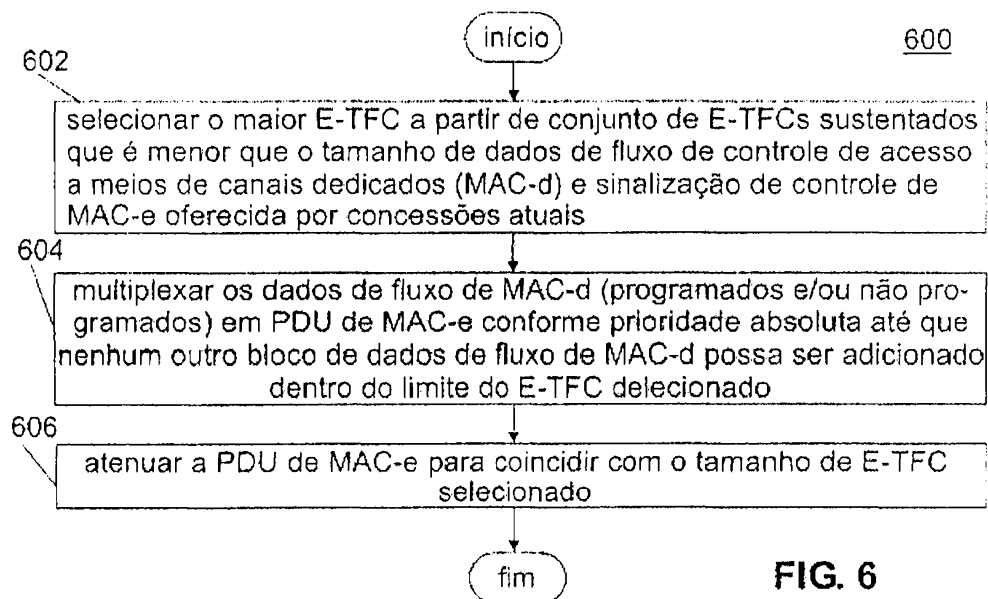 início
600
602
selecionar o maior E-TFC a partir de conjunto de E-TFCs sustentados
que é menor que o tamanho de dados de fluxo de controle de acesso
a meios de canais dedicados (MAC-d) e sinalização de controle de
MAC-e oferecida por concessões atuais
604
multiplexar os dados de fluxo de MAC-d (programados e/ou não pro-
gramados) em PDU de MAC-e conforme prioridade absoluta até que
nenhum outro bloco de dados de fluxo de MAC-d possa ser adicionado
dentro do limite do E-TFC delecionado
606
atenuar a PDU de MAC-e para coincidir com o tamanho de E-TFC
selecionado
fim
FIG. 6